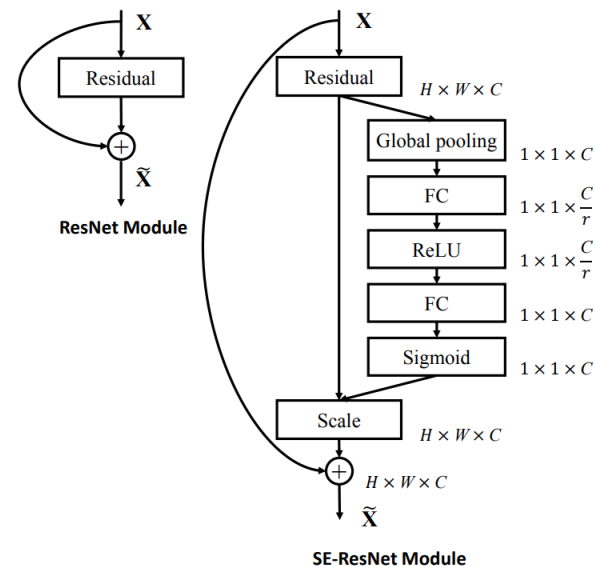 X
Residual
+
X̃
ResNet Module
X
Residual
H × W × C
Global pooling
1 × 1 × C
FC
1 × 1 × C/r
ReLU
1 × 1 × C/r
FC
1 × 1 × C
Sigmoid
1 × 1 × C
Scale
H × W × C
+
H × W × C
X̃
SE-ResNet Module